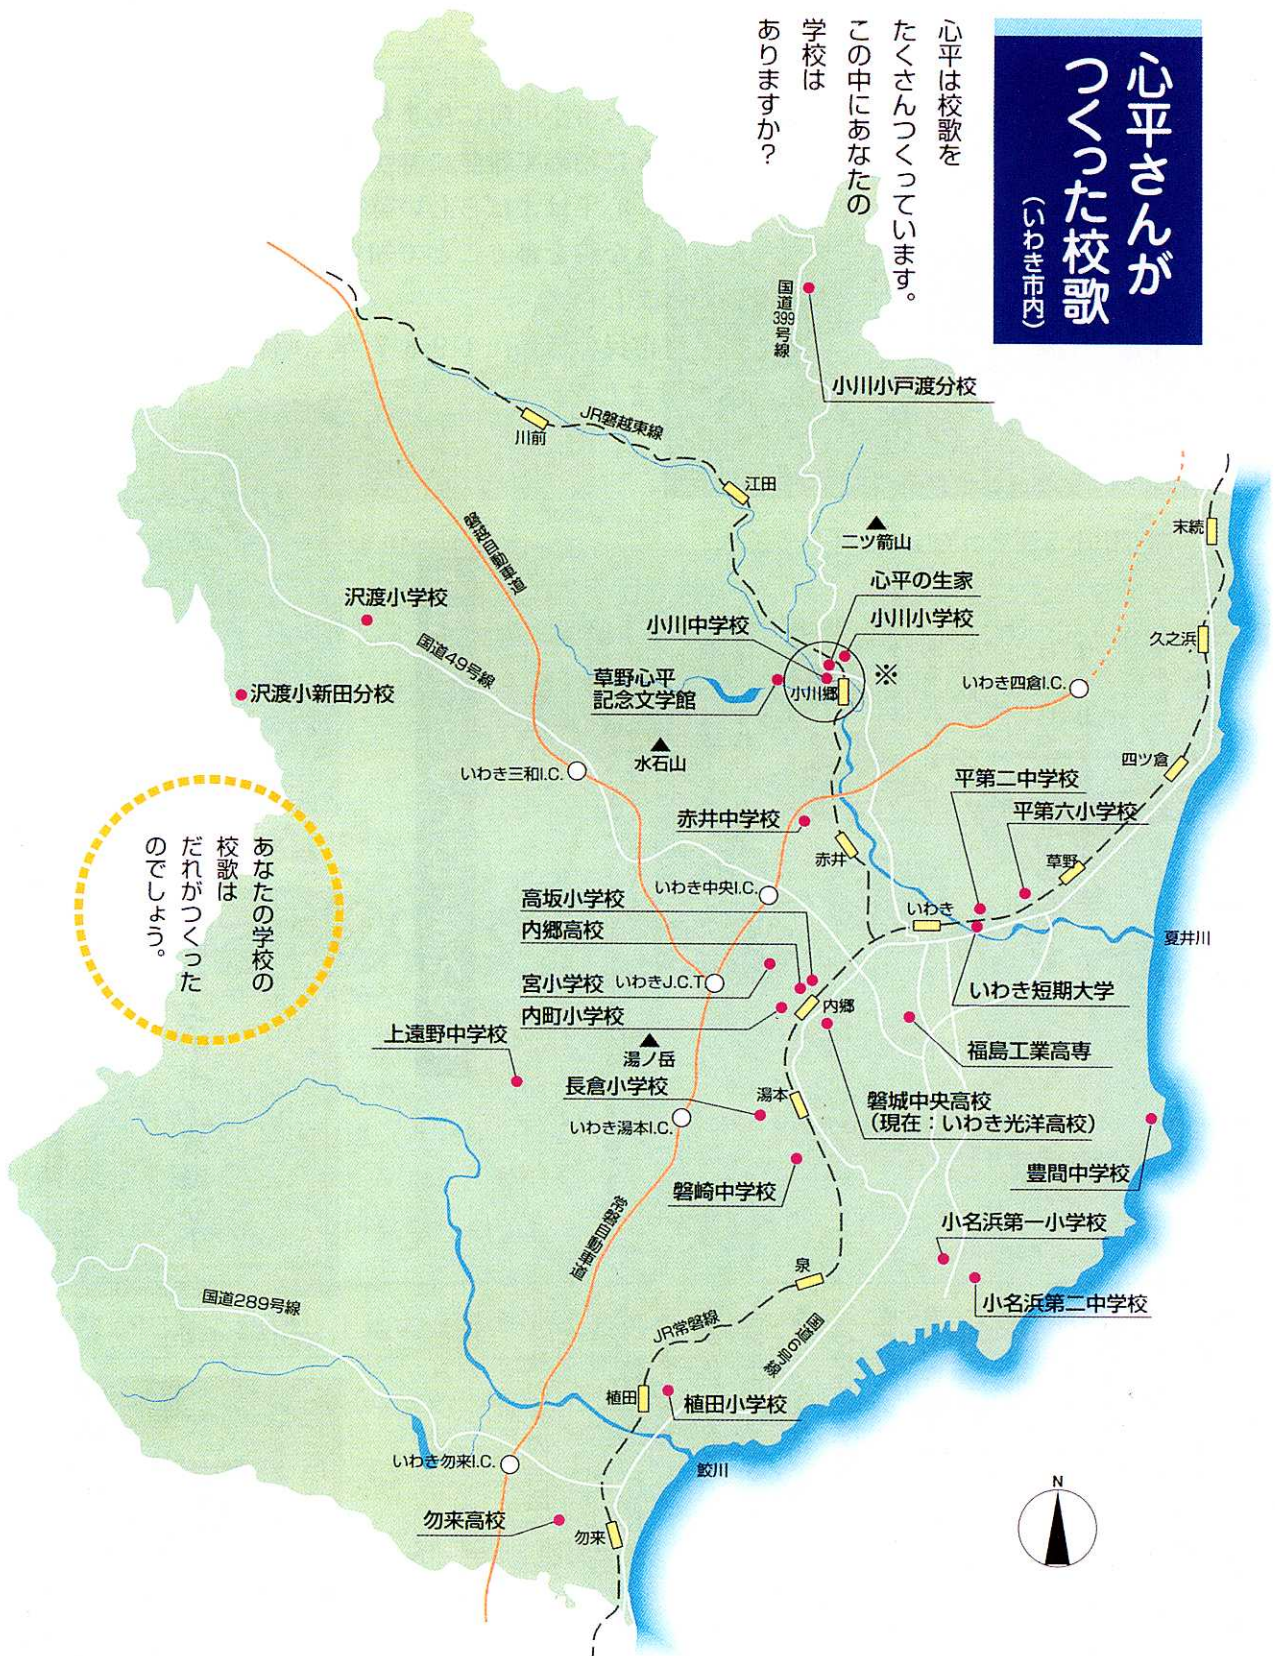 心平さんが
つくった校歌
（いわき市内）
心平は校歌を
たくさんつくっています。
この中にあなたの
学校は
ありますか？
国道399号線
小川小戸渡分校
JR磐越東線
川前
江田
末続
二ツ箭山
磐越自動車道
心平の生家
沢渡小学校
小川中学校
小川小学校
久之浜
国道49号線
※
草野心平
記念文学館
小川郷
いわき四倉I.C.
沢渡小新田分校
水石山
いわき三和I.C.
四ツ倉
平第二中学校
赤井中学校
平第六小学校
赤井
草野
いわき中央I.C.
高坂小学校
いわき
内郷高校
夏井川
宮小学校
いわきJ.C.T
いわき短期大学
内町小学校
内郷
あなたの学校の
校歌は
だれがつくった
のでしょう。
上遠野中学校
湯ノ岳
福島工業高専
長倉小学校
湯本
磐城中央高校
（現在：いわき光洋高校）
いわき湯本I.C.
豊間中学校
磐崎中学校
常磐自動車道
小名浜第一小学校
泉
小名浜第二中学校
国道289号線
JR常磐線
国道6号線
植田
植田小学校
いわき勿来I.C.
鮫川
N
勿来高校
勿来